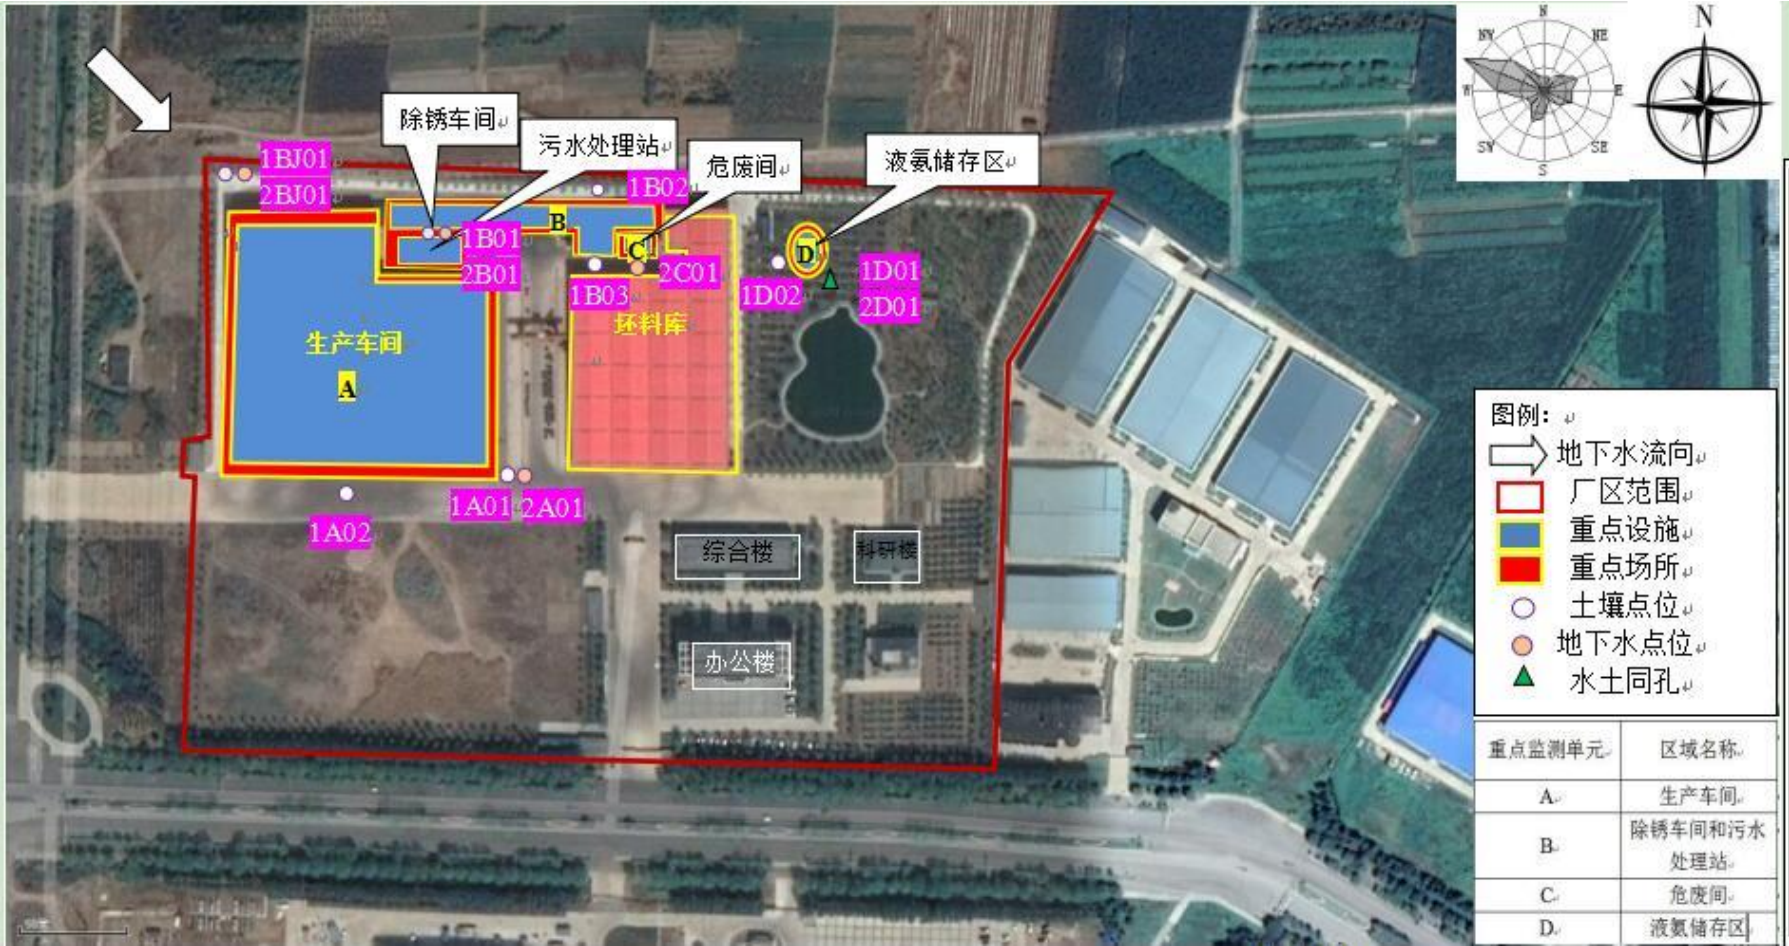 N
NE
E
SE
S
SW
W
NW
N
除锈车间
污水处理站
危废间
液氨储存区
1BJ01
2BJ01
1B02
B
1B01
2B01
C
2C01
1B03
D
1D02
1D01
2D01
生产车间
A
坯料库
1A01
2A01
1A02
综合楼
科研楼
办公楼
图例：
地下水流向
厂区范围
重点设施
重点场所
土壤点位
地下水点位
水土同孔
重点监测单元 区域名称
A 生产车间
B 除锈车间和污水
处理站
C 危废间
D 液氨储存区